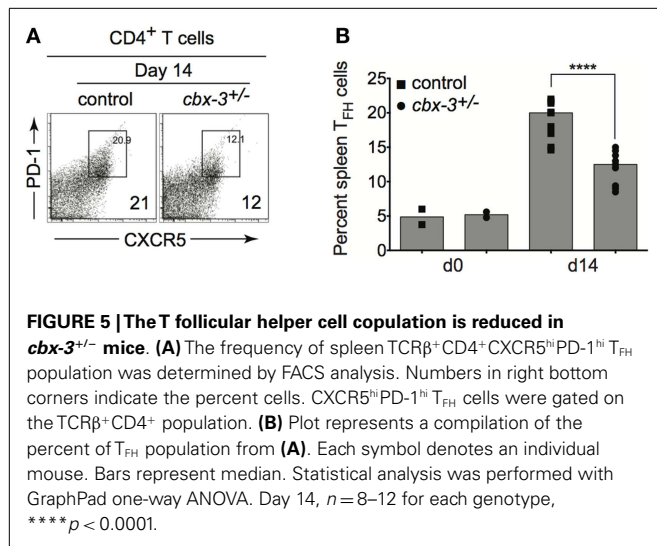 A
CD4⁺ T cells
Day 14
control cbx-3⁺/⁻
20.9
12.1
21
12
PD-1
CXCR5
B
control
cbx-3⁺/⁻
****
Percent spleen TFH cells
25
20
15
10
5
0
d0
d14
FIGURE 5 | The T follicular helper cell copulation is reduced in
cbx-3⁺/⁻ mice. (A) The frequency of spleen TCRβ⁺CD4⁺CXCR5hiPD-1hi TFH
population was determined by FACS analysis. Numbers in right bottom
corners indicate the percent cells. CXCR5hiPD-1hi TFH cells were gated on
the TCRβ⁺CD4⁺ population. (B) Plot represents a compilation of the
percent of TFH population from (A). Each symbol denotes an individual
mouse. Bars represent median. Statistical analysis was performed with
GraphPad one-way ANOVA. Day 14, n = 8–12 for each genotype,
****p < 0.0001.